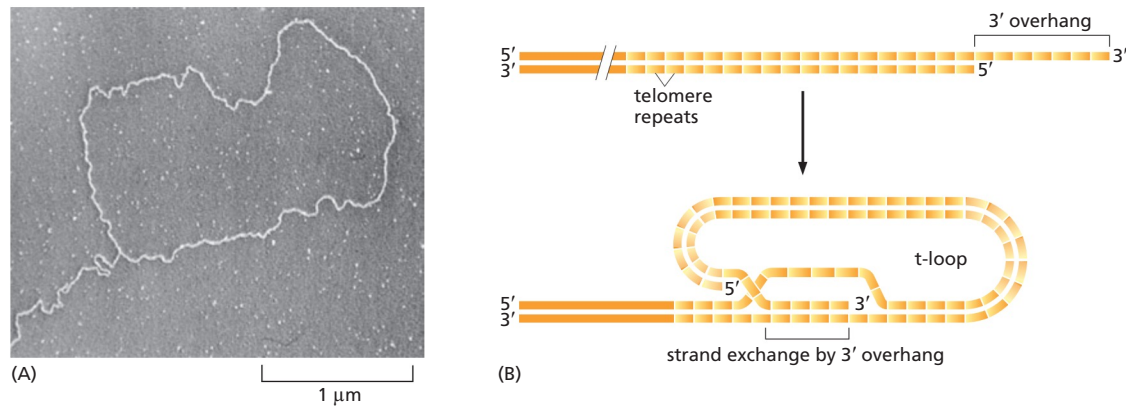 3′ overhang
5′
3′
3′
5′
telomere
repeats
t-loop
5′
5′
3′
3′
strand exchange by 3′ overhang
(A)
1 μm
(B)